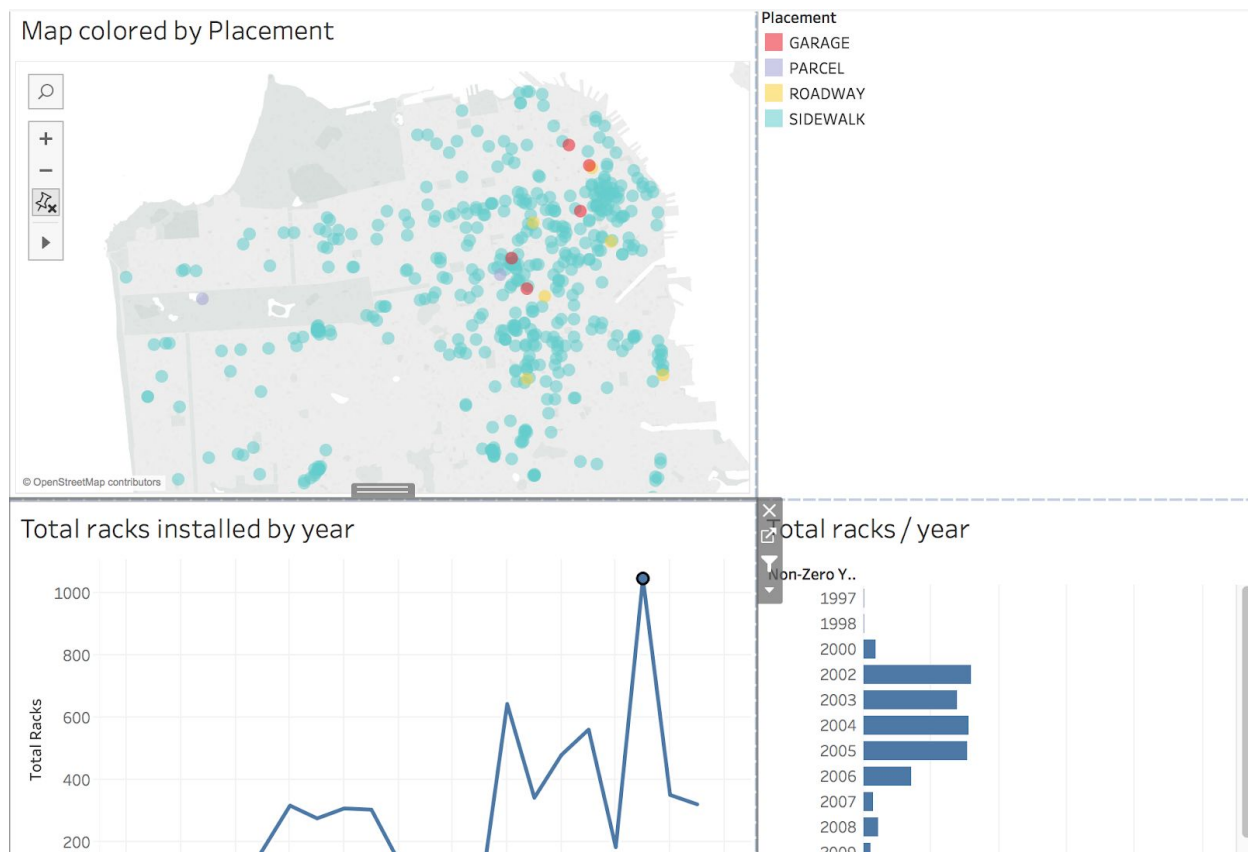 Map colored by Placement
Placement
GARAGE
PARCEL
ROADWAY
SIDEWALK
© OpenStreetMap contributors
Total racks installed by year
Total Racks
1000
800
600
400
200
Total racks / year
Non-Zero Y..
1997
1998
2000
2002
2003
2004
2005
2006
2007
2008
2009